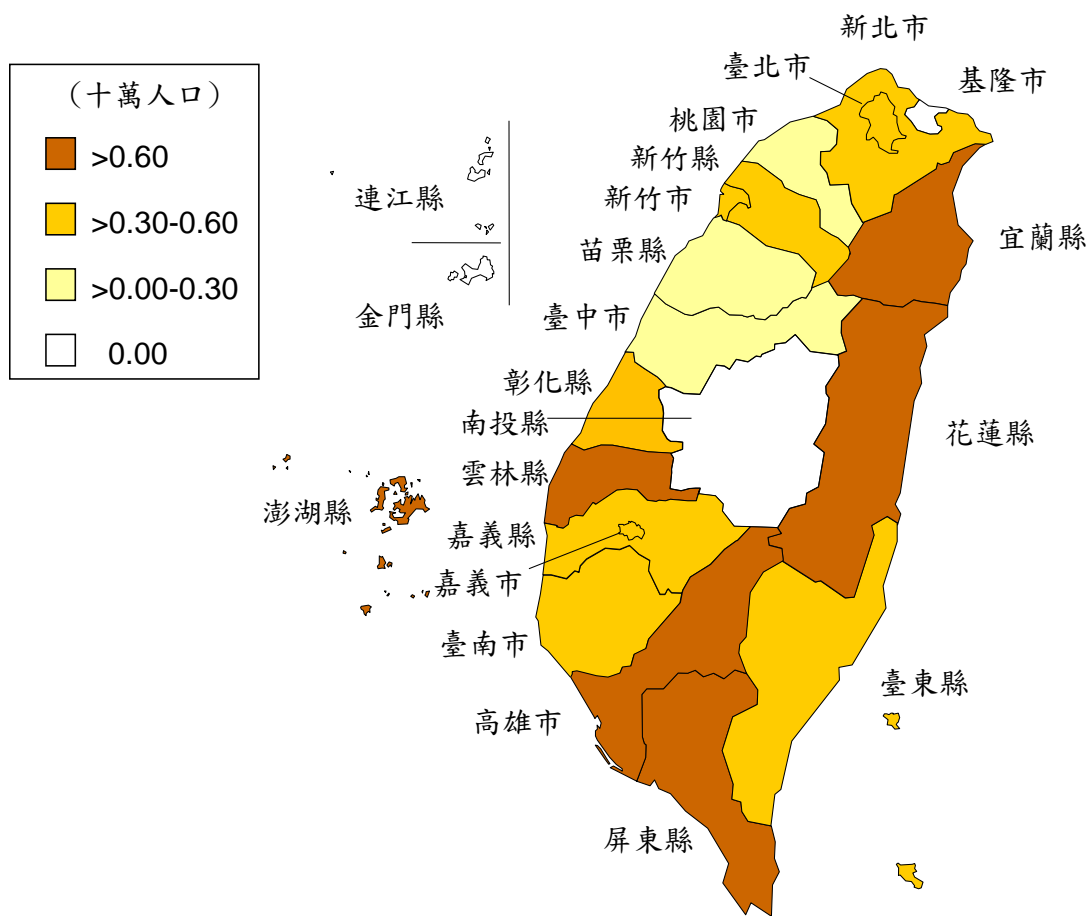 （十萬人口）
>0.60
>0.30-0.60
>0.00-0.30
0.00
新北市
臺北市
基隆市
桃園市
新竹縣
新竹市
連江縣
苗栗縣
宜蘭縣
金門縣
臺中市
彰化縣
南投縣
花蓮縣
雲林縣
澎湖縣
嘉義縣
嘉義市
臺南市
臺東縣
高雄市
屏東縣